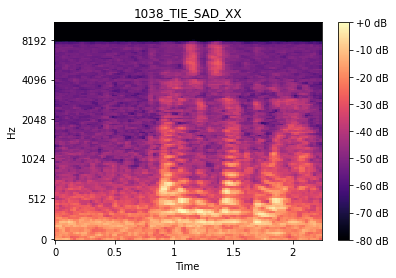 1038_TIE_SAD_XX
Hz
8192
4096
2048
1024
512
0
0
0.5
1
1.5
2
Time
+0 dB
-10 dB
-20 dB
-30 dB
-40 dB
-50 dB
-60 dB
-70 dB
-80 dB